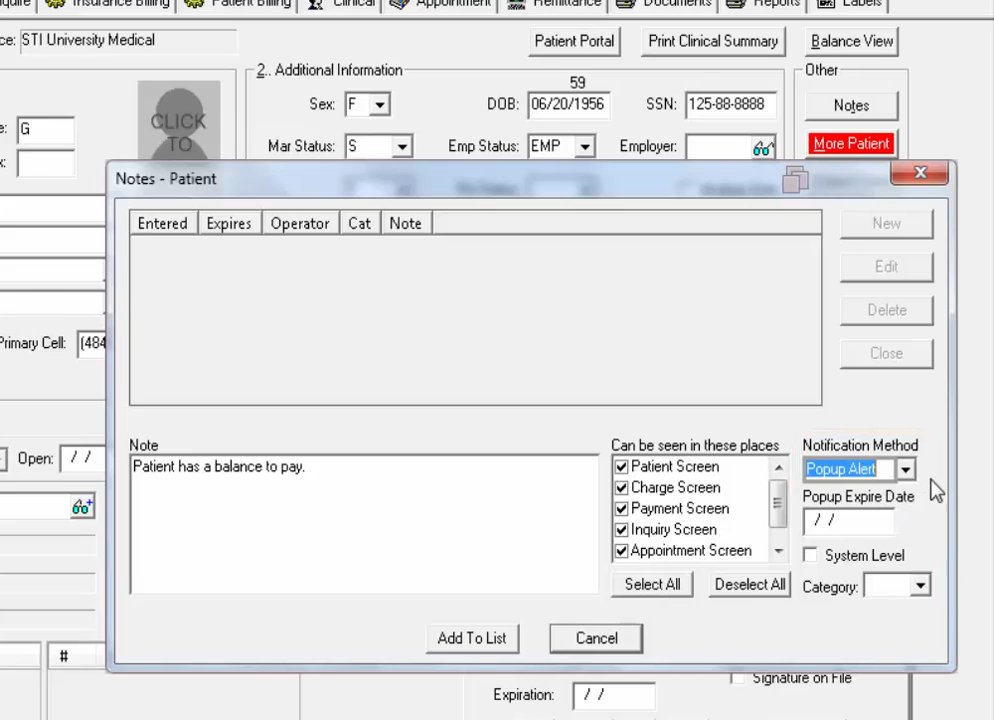 quire Insurance Billing Patient Billing Clinical Appointment Remittance Documents Reports Labels
ce: STI University Medical
Patient Portal Print Clinical Summary Balance View
2.. Additional Information
Other
59
Sex: F DOB: 06/20/1956 SSN: 125-88-8888
Notes
e: G
CLICK
TO
Mar Status: S Emp Status: EMP Employer:
More Patient
x:
Notes - Patient
Entered Expires Operator Cat Note
New
Edit
Delete
Close
Primary Cell: (484
Note
Patient has a balance to pay.
Can be seen in these places
Patient Screen
Charge Screen
Payment Screen
Inquiry Screen
Appointment Screen
Select All Deselect All
Notification Method
Popup Alert
Popup Expire Date
/ /
System Level
Category:
Open: / /
Add To List Cancel
#
Signature on File
Expiration: / /